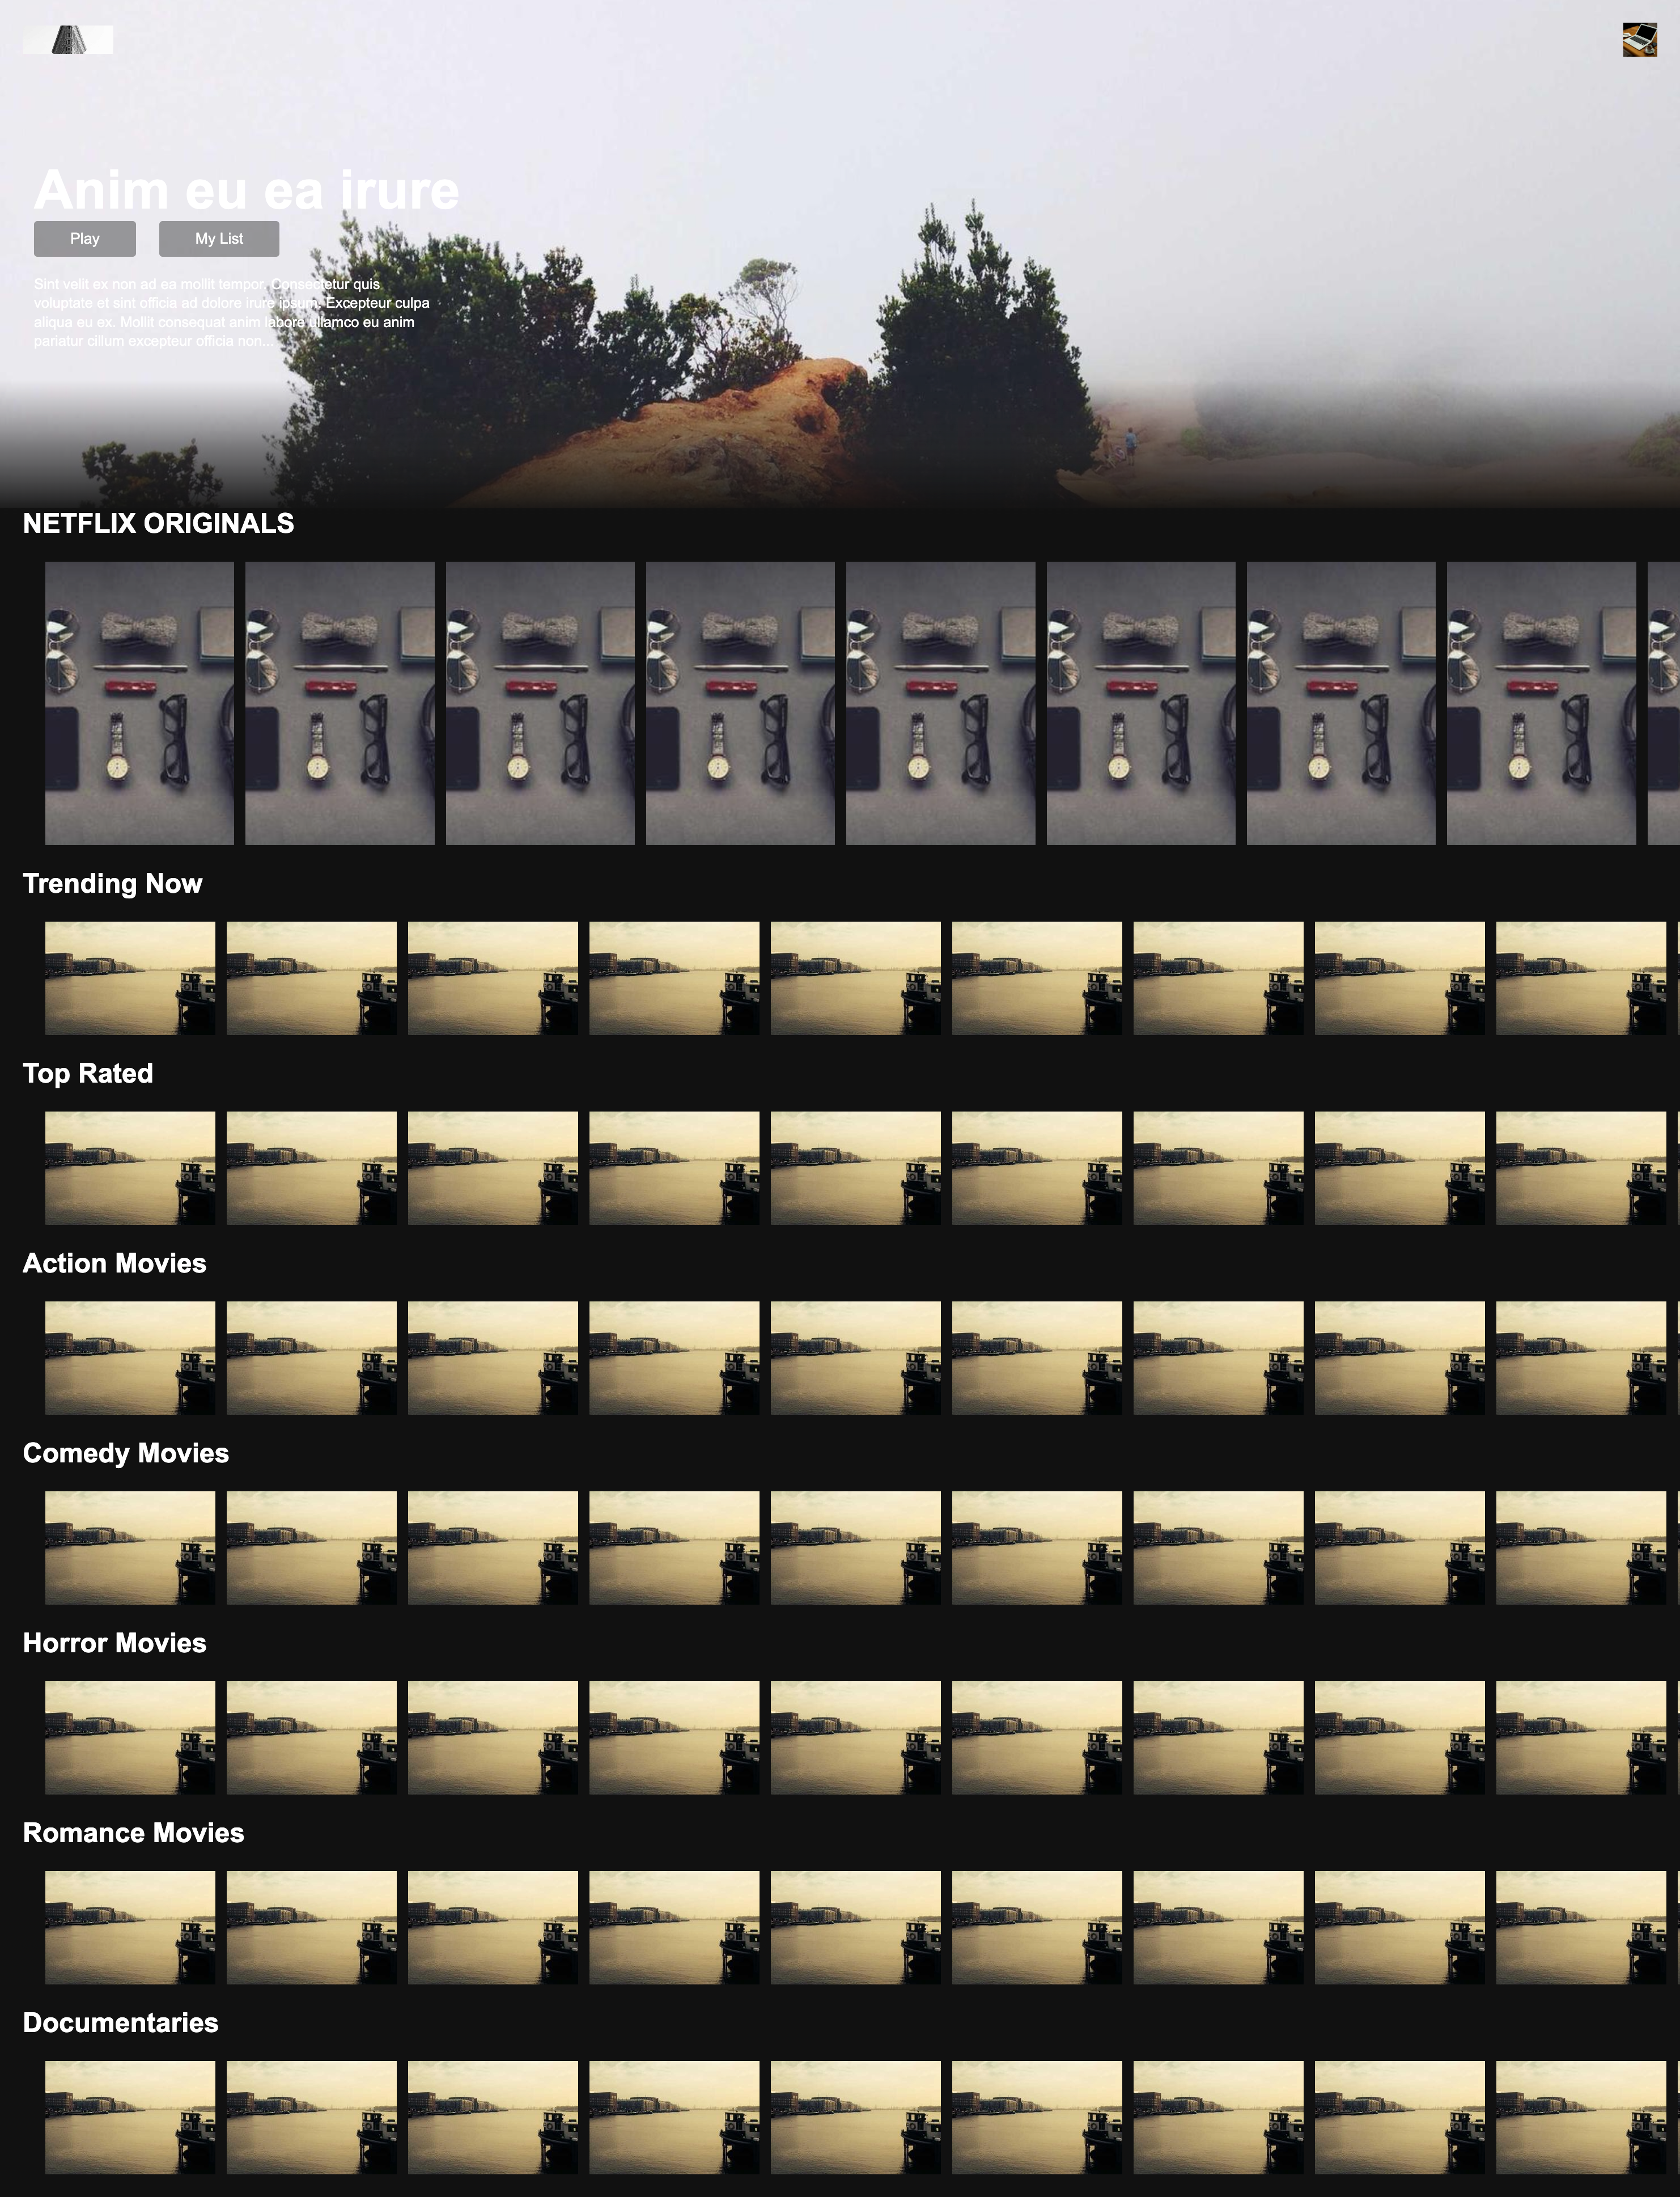 Anim eu ea irure
Play
My List
Sint velit ex non ad ea mollit tempor. Consectetur quis
voluptate et sint officia ad dolore irure ipsum. Excepteur culpa
aliqua eu ex. Mollit consequat anim labore ullamco eu anim
pariatur cillum excepteur officia non...
NETFLIX ORIGINALS
Trending Now
Top Rated
Action Movies
Comedy Movies
Horror Movies
Romance Movies
Documentaries